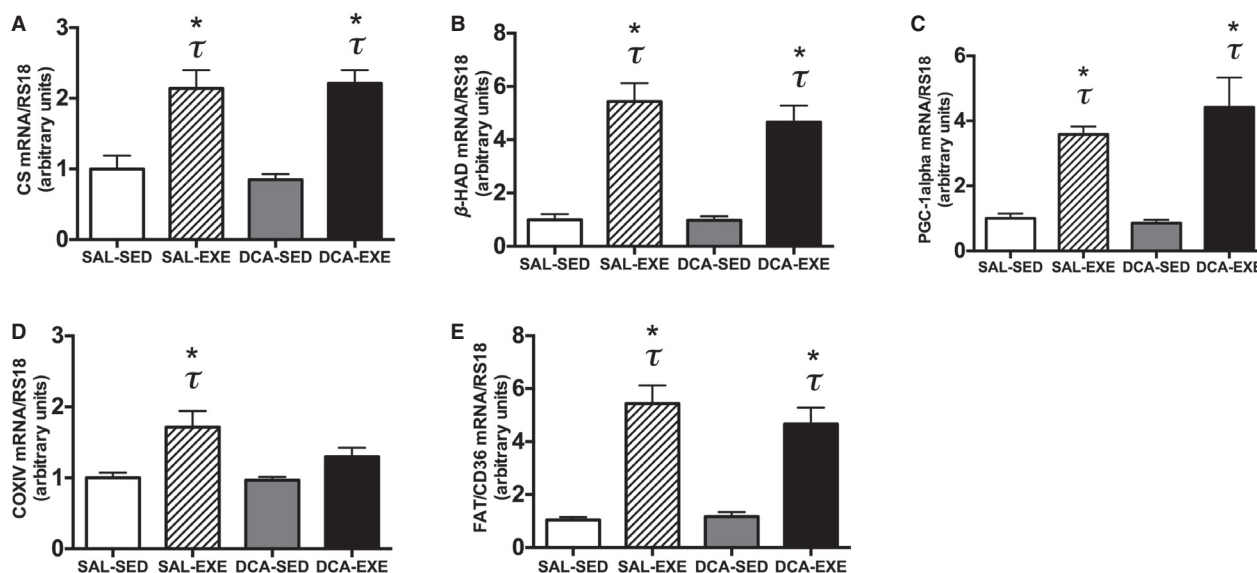 A
CS mRNA/RS18
(arbitrary units)
3
2
1
0
*
τ
*
τ
SAL-SED SAL-EXE DCA-SED DCA-EXE
B
β-HAD mRNA/RS18
(arbitrary units)
8
6
4
2
0
*
τ
*
τ
SAL-SED SAL-EXE DCA-SED DCA-EXE
C
PGC-1alpha mRNA/RS18
(arbitrary units)
6
4
2
0
*
τ
*
τ
SAL-SED SAL-EXE DCA-SED DCA-EXE
D
COXIV mRNA/RS18
(arbitrary units)
3
2
1
0
*
τ
SAL-SED SAL-EXE DCA-SED DCA-EXE
E
FAT/CD36 mRNA/RS18
(arbitrary units)
8
6
4
2
0
*
τ
*
τ
SAL-SED SAL-EXE DCA-SED DCA-EXE